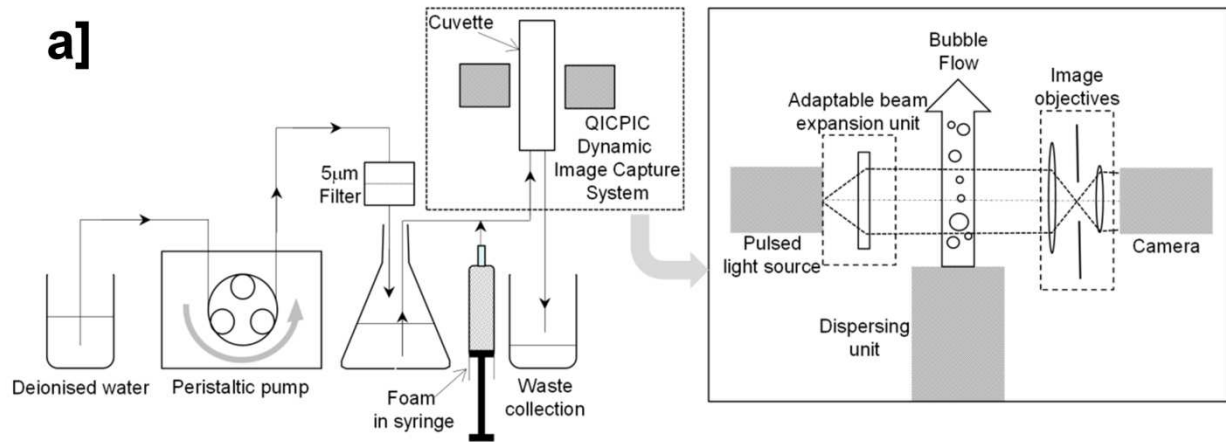 a]
Cuvette
QICPIC
Dynamic
Image Capture
System
5μm
Filter
Deionised water
Peristaltic pump
Foam
in syringe
Waste
collection
Bubble
Flow
Image
objectives
Adaptable beam
expansion unit
Pulsed
light source
Camera
Dispersing
unit